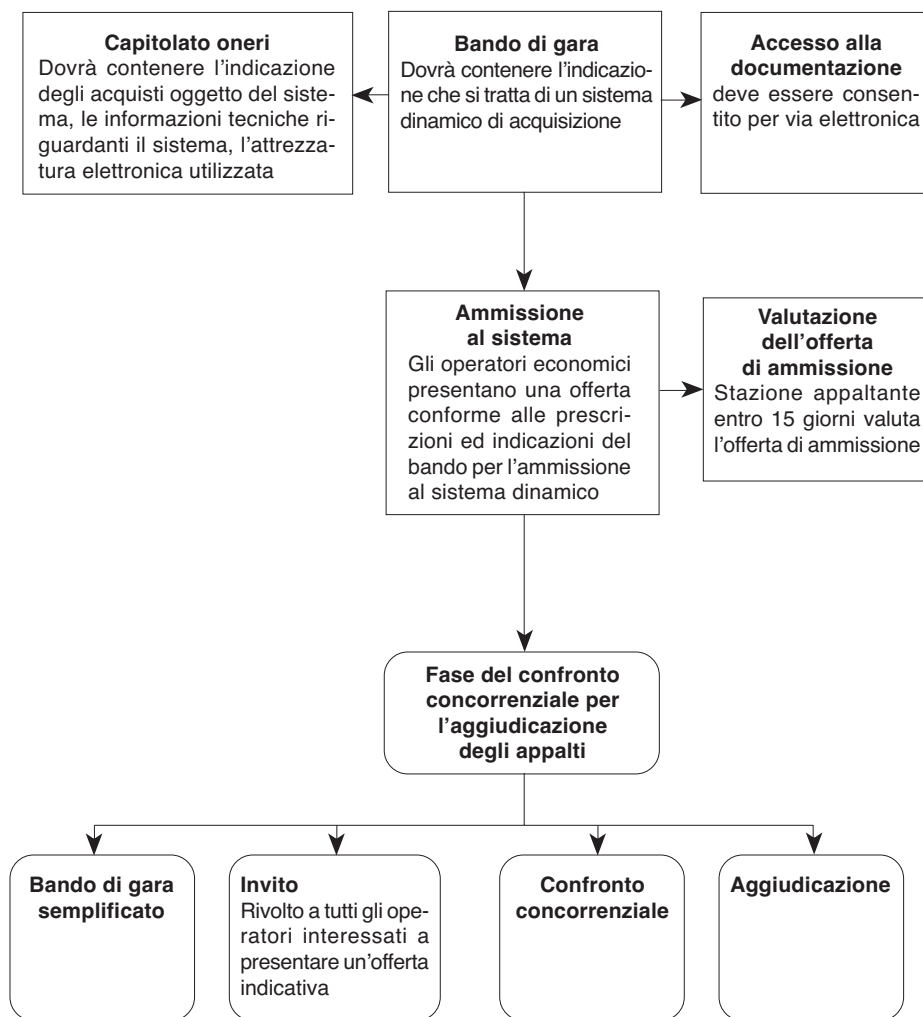 Capitolato oneri
Dovrà contenere l'indicazione
degli acquisti oggetto del siste-
ma, le informazioni tecniche ri-
guardanti il sistema, l'attrezza-
tura elettronica utilizzata
Bando di gara
Dovrà contenere l'indicazio-
ne che si tratta di un sistema
dinamico di acquisizione
Accesso alla
documentazione
deve essere consen-
tito per via elettronica
Ammissione
al sistema
Gli operatori economici
presentano una offerta
conforme alle prescri-
zioni ed indicazioni del
bando per l'ammissione
al sistema dinamico
Valutazione
dell'offerta
di ammissione
Stazione appaltante
entro 15 giorni valuta
l'offerta di ammissione
Fase del confronto
concorrenziale per
l'aggiudicazione
degli appalti
Bando di gara
semplificato
Invito
Rivolto a tutti gli ope-
ratori interessati a
presentare un'offerta
indicativa
Confronto
concorrenziale
Aggiudicazione